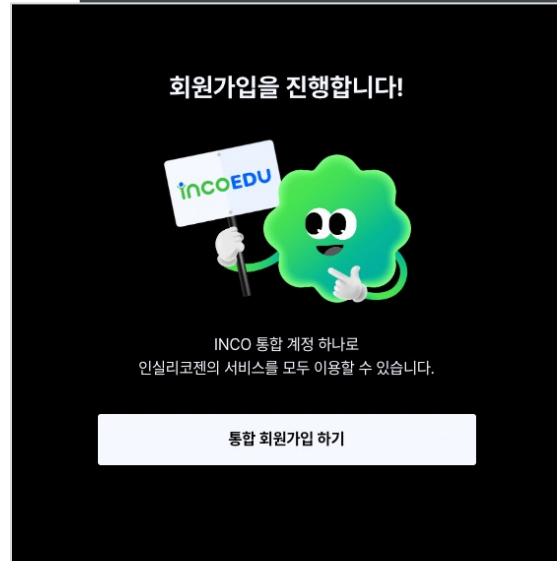 회원가입을 진행합니다!
incoEDU
INCO 통합 계정 하나로
인실리코젠의 서비스를 모두 이용할 수 있습니다.
통합 회원가입 하기